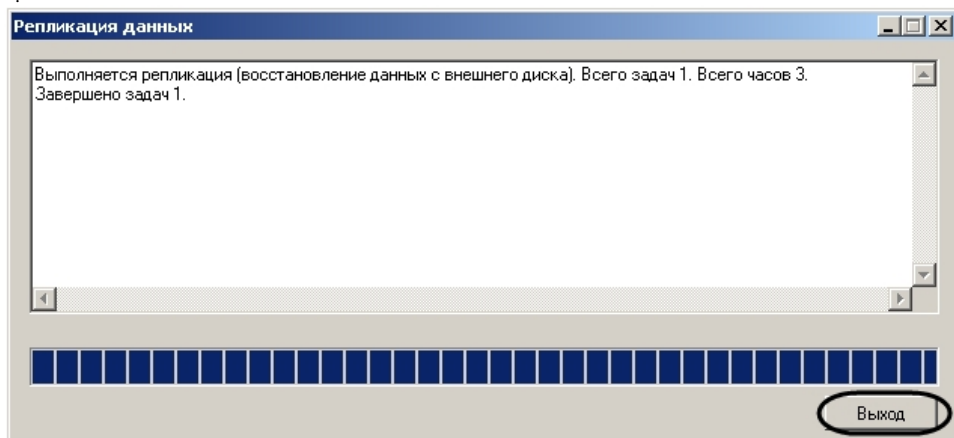 Репликация данных
Выполняется репликация (восстановление данных с внешнего диска). Всего задач 1. Всего часов 3.
Завершено задач 1.
Выход